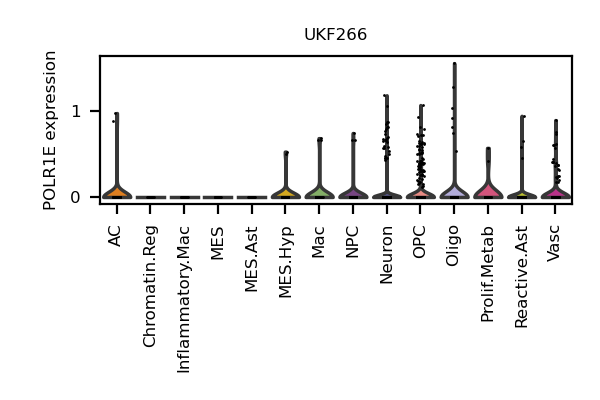 UKF266
POLR1E expression
1
0
AC
Chromatin.Reg
Inflammatory.Mac
MES
MES.Ast
MES.Hyp
Mac
NPC
Neuron
OPC
Oligo
Prolif.Metab
Reactive.Ast
Vasc